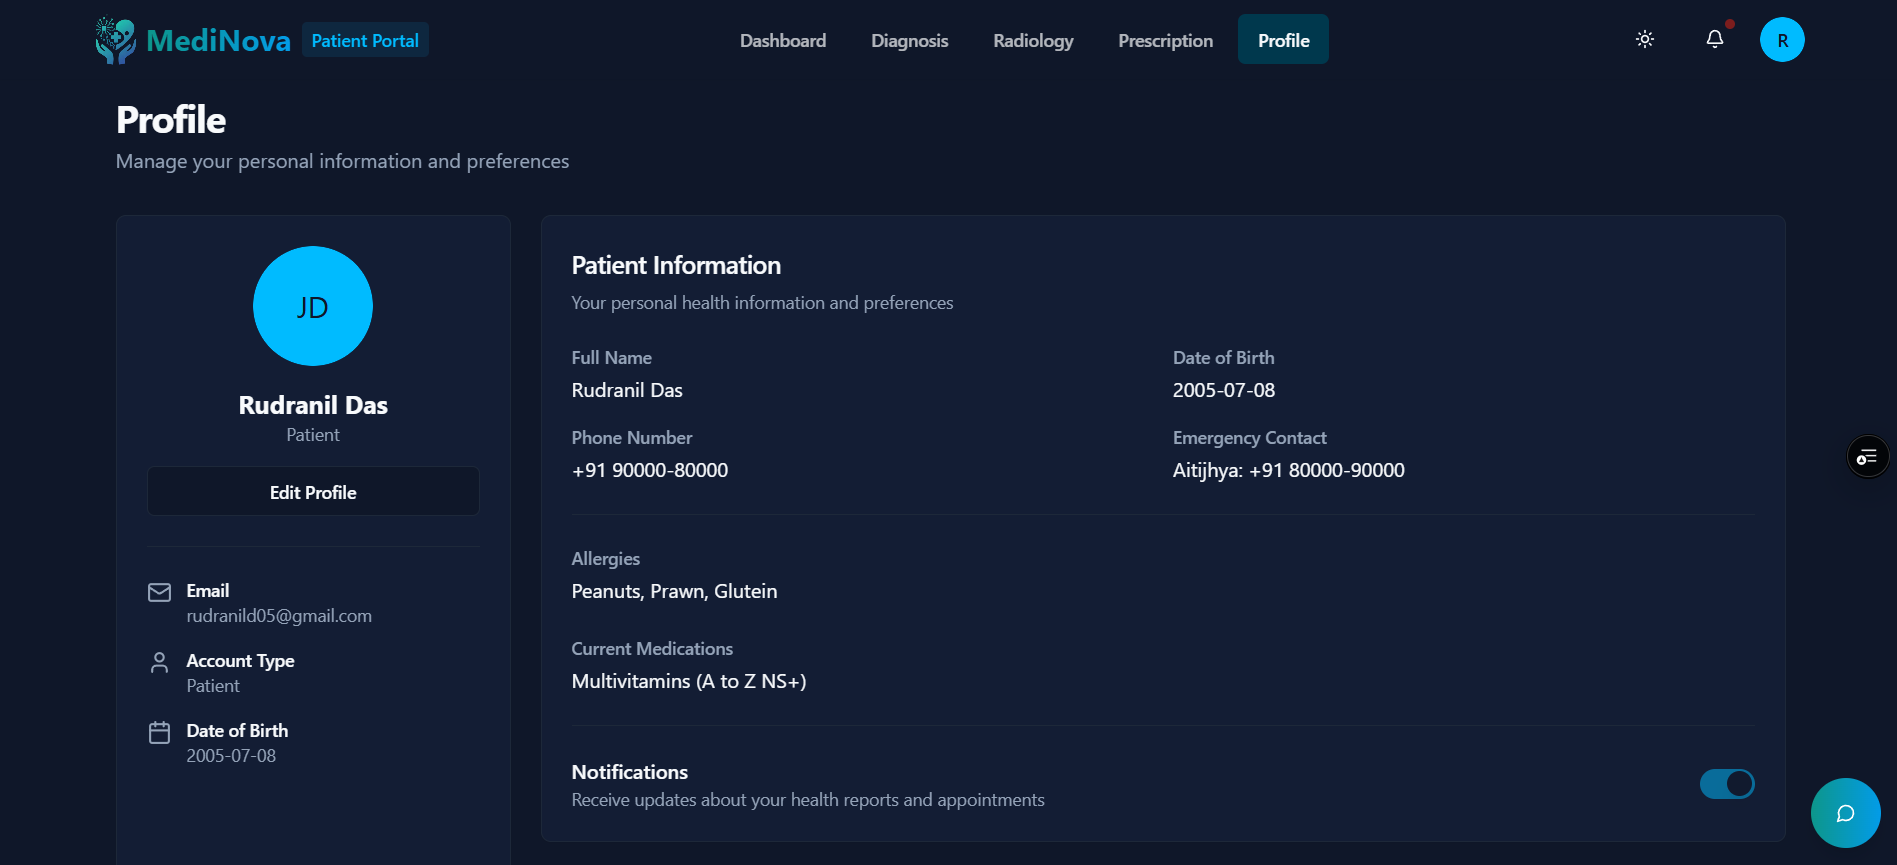 MediNova
Patient Portal
Dashboard
Diagnosis
Radiology
Prescription
Profile
R
Profile
Manage your personal information and preferences
JD
Rudranil Das
Patient
Edit Profile
Email
rudranild05@gmail.com
Account Type
Patient
Date of Birth
2005-07-08
Patient Information
Your personal health information and preferences
Full Name
Rudranil Das
Date of Birth
2005-07-08
Phone Number
+91 90000-80000
Emergency Contact
Aitijhya: +91 80000-90000
Allergies
Peanuts, Prawn, Glutein
Current Medications
Multivitamins (A to Z NS+)
Notifications
Receive updates about your health reports and appointments